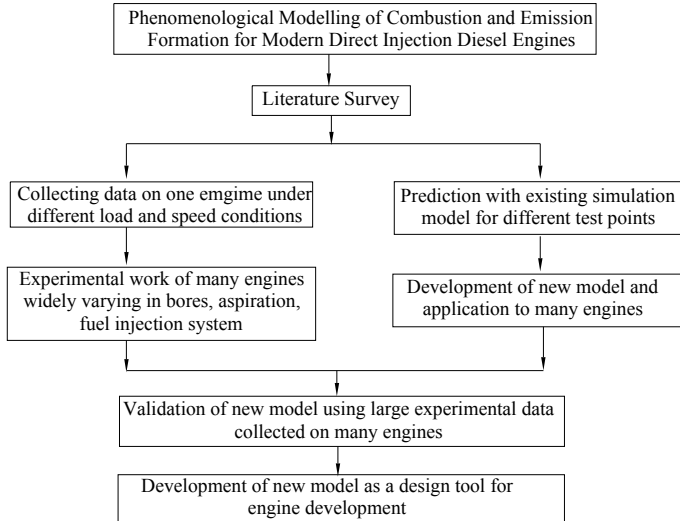 Phenomenological Modelling of Combustion and Emission
Formation for Modern Direct Injection Diesel Engines
Literature Survey
Collecting data on one emgime under
different load and speed conditions
Prediction with existing simulation
model for different test points
Experimental work of many engines
widely varying in bores, aspiration,
fuel injection system
Development of new model and
application to many engines
Validation of new model using large experimental data
collected on many engines
Development of new model as a design tool for
engine development